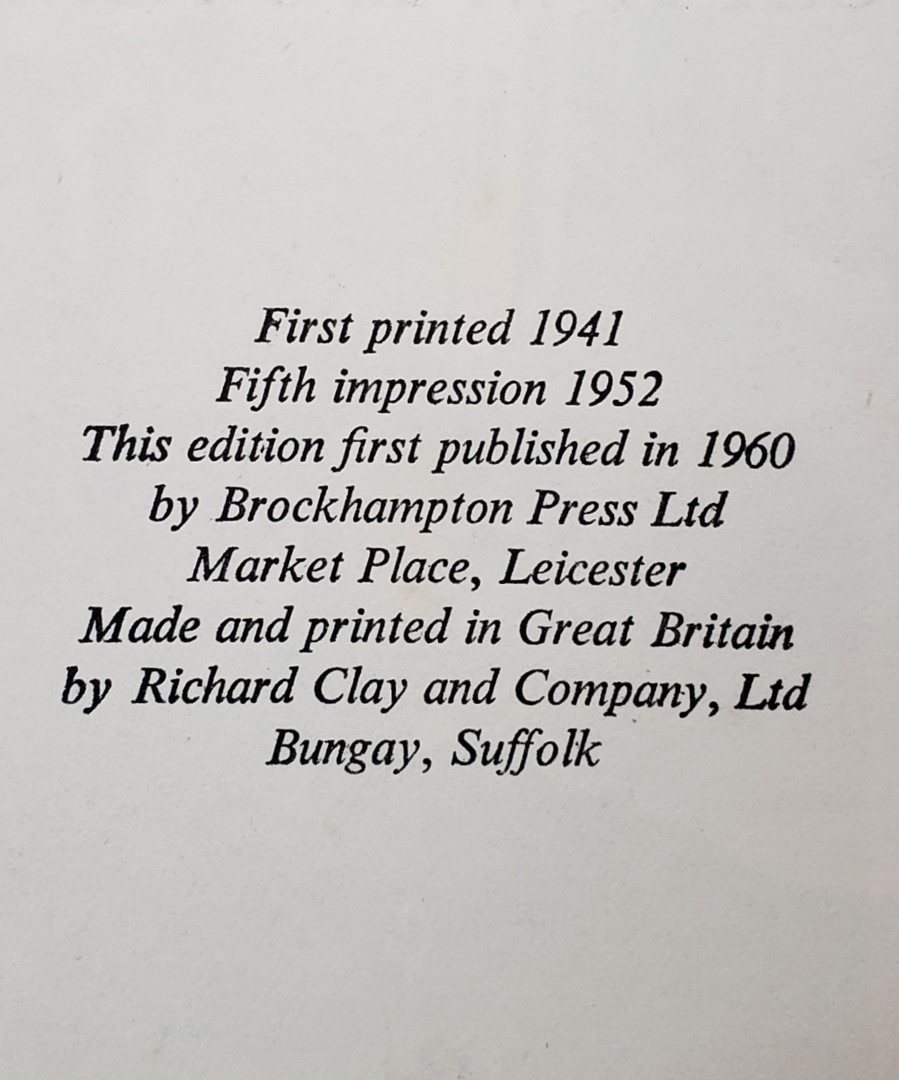 First printed 1941
Fifth impression 1952
This edition first published in 1960
by Brockhampton Press Ltd
Market Place, Leicester
Made and printed in Great Britain
by Richard Clay and Company, Ltd
Bungay, Suffolk